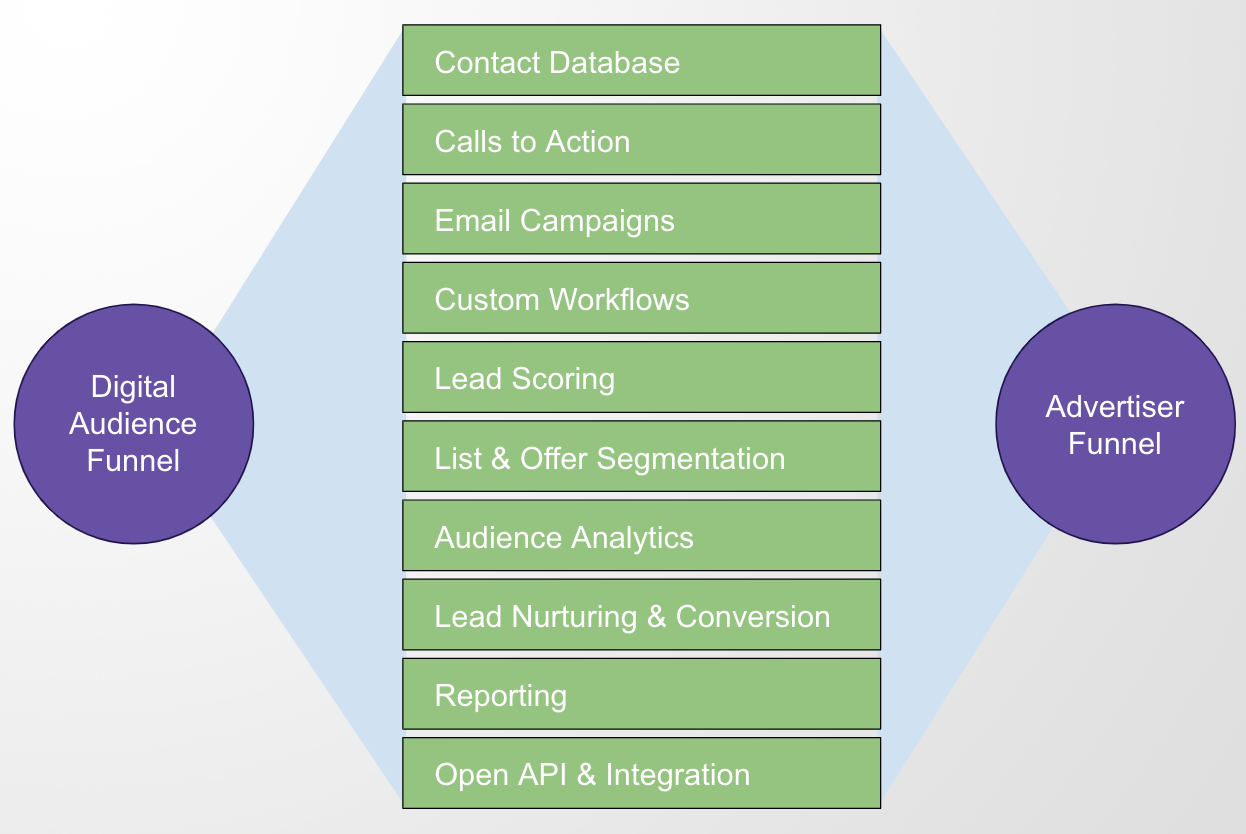 Contact Database
Calls to Action
Email Campaigns
Custom Workflows
Lead Scoring
List & Offer Segmentation
Audience Analytics
Lead Nurturing & Conversion
Reporting
Open API & Integration
Digital
Audience
Funnel
Advertiser
Funnel